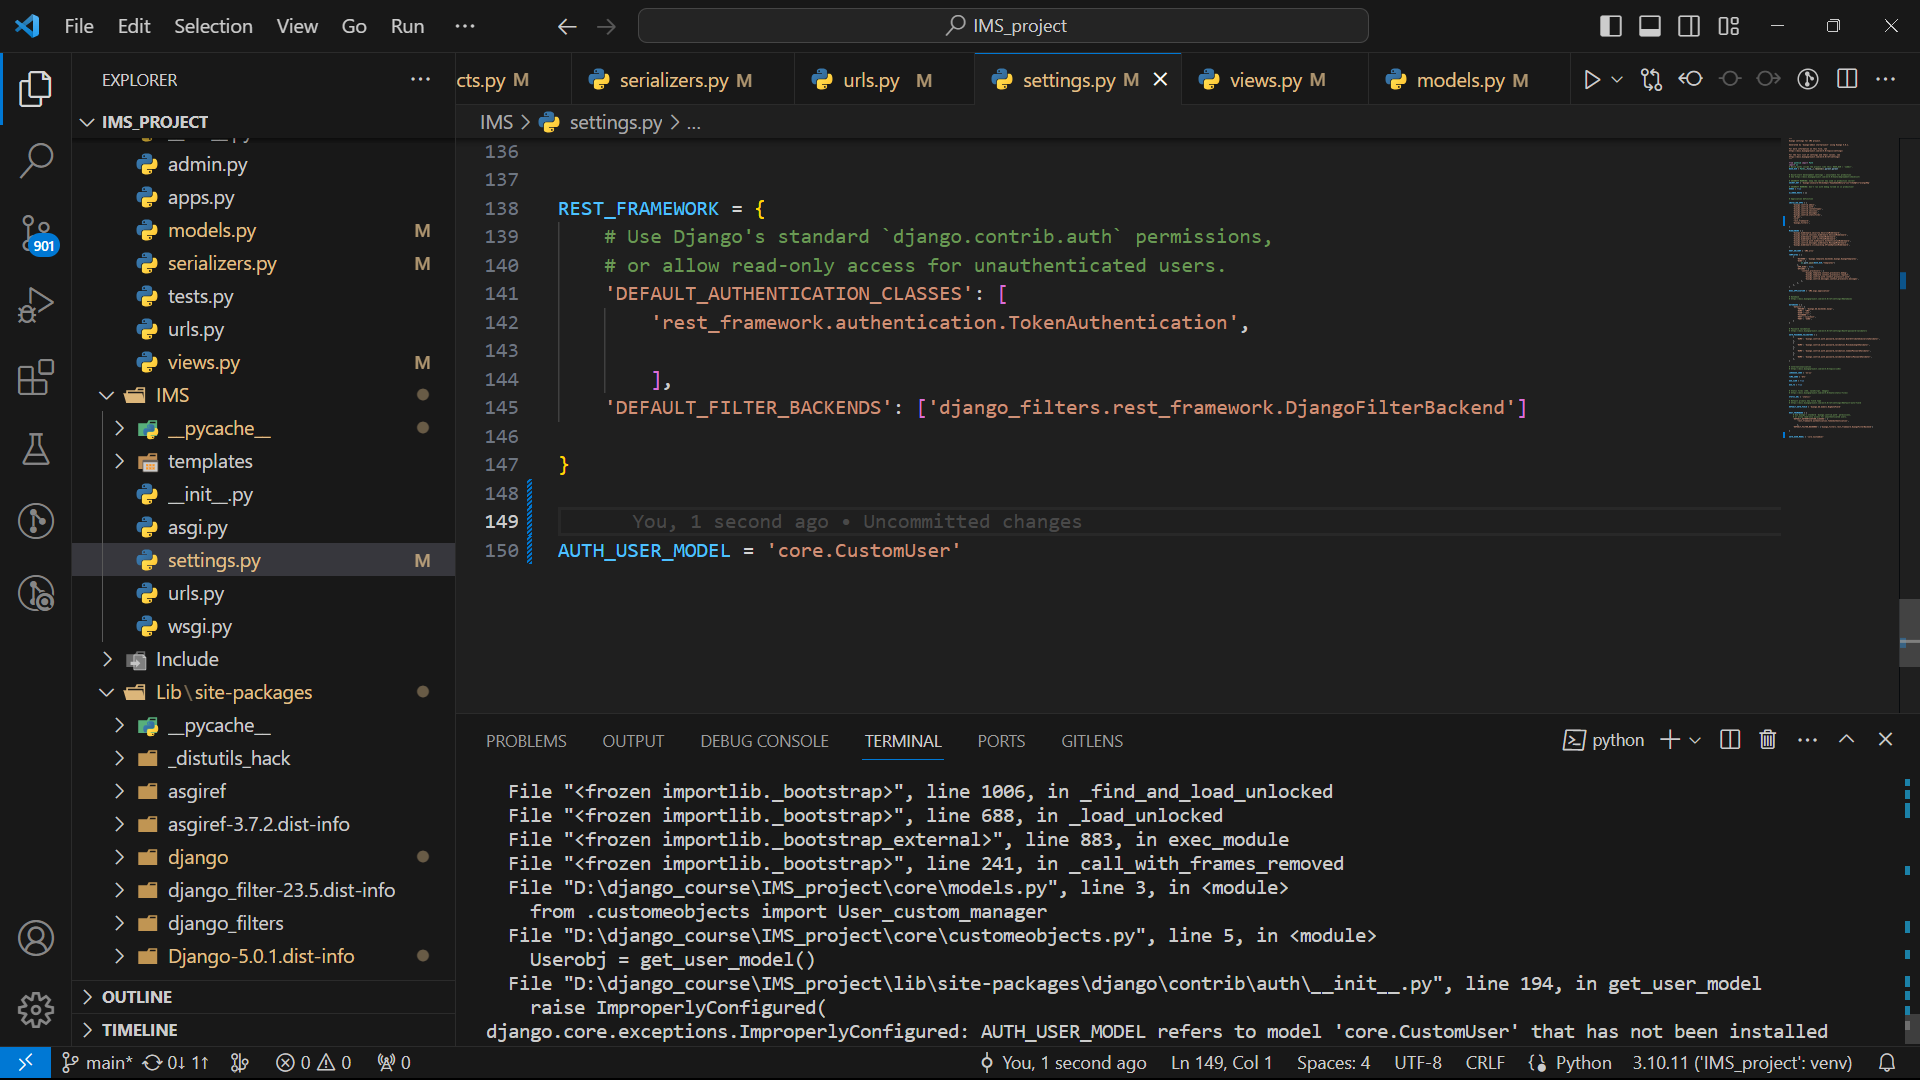 File Edit Selection View Go Run ···
IMS_project
EXPLORER
IMS_PROJECT
admin.py
apps.py
models.py M
serializers.py M
tests.py
urls.py
views.py M
IMS
__pycache__
templates
__init__.py
asgi.py
settings.py M
urls.py
wsgi.py
Include
Lib\site-packages
__pycache__
_distutils_hack
asgiref
asgiref-3.7.2.dist-info
django
django_filter-23.5.dist-info
django_filters
Django-5.0.1.dist-info
OUTLINE
TIMELINE
901
cts.py M serializers.py M urls.py M settings.py M views.py M models.py M
IMS > settings.py > ...
136
137
138 REST_FRAMEWORK = {
139 # Use Django's standard `django.contrib.auth` permissions,
140 # or allow read-only access for unauthenticated users.
141 'DEFAULT_AUTHENTICATION_CLASSES': [
142 'rest_framework.authentication.TokenAuthentication',
143
144 ],
145 'DEFAULT_FILTER_BACKENDS': ['django_filters.rest_framework.DjangoFilterBackend']
146
147 }
148
149 You, 1 second ago • Uncommitted changes
150 AUTH_USER_MODEL = 'core.CustomUser'
PROBLEMS OUTPUT DEBUG CONSOLE TERMINAL PORTS GITLENS
python
File "<frozen importlib._bootstrap>", line 1006, in _find_and_load_unlocked
File "<frozen importlib._bootstrap>", line 688, in _load_unlocked
File "<frozen importlib._bootstrap_external>", line 883, in exec_module
File "<frozen importlib._bootstrap>", line 241, in _call_with_frames_removed
File "D:\django_course\IMS_project\core\models.py", line 3, in <module>
from .customeobjects import User_custom_manager
File "D:\django_course\IMS_project\core\customeobjects.py", line 5, in <module>
Userobj = get_user_model()
File "D:\django_course\IMS_project\lib\site-packages\django\contrib\auth\__init__.py", line 194, in get_user_model
raise ImproperlyConfigured(
django.core.exceptions.ImproperlyConfigured: AUTH_USER_MODEL refers to model 'core.CustomUser' that has not been installed
main* 0↓ 1↑ 0 0 0 You, 1 second ago Ln 149, Col 1 Spaces: 4 UTF-8 CRLF Python 3.10.11 ('IMS_project': venv)